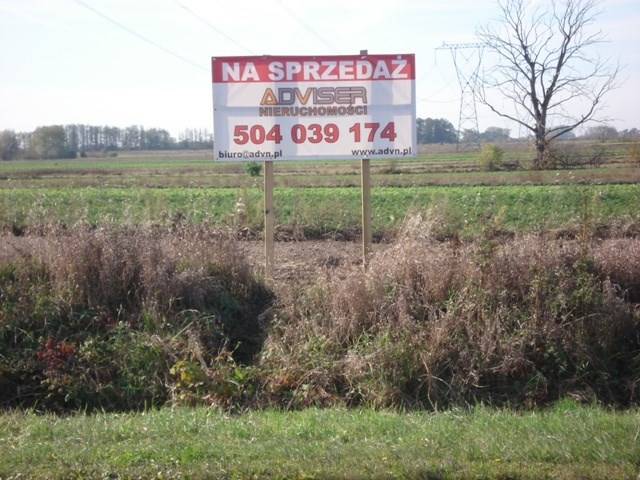 NA SPRZEDAŻ
ADVISER
NIERUCHOMOŚCI
504 039 174
biuro@advn.pl www.advn.pl